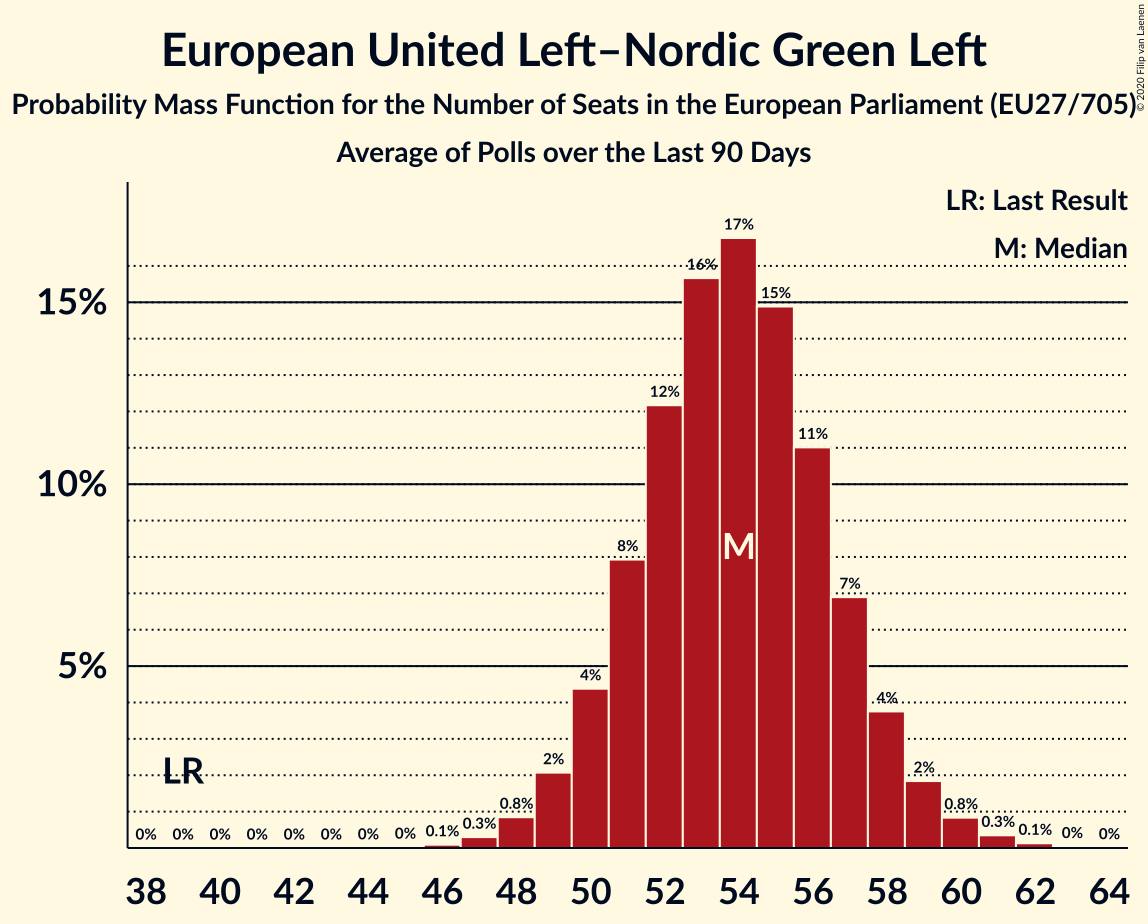 European United Left–Nordic Green Left
Probability Mass Function for the Number of Seats in the European Parliament (EU27/705)
Average of Polls over the Last 90 Days
© 2020 Filip van Laenen
LR: Last Result
M: Median
15%
10%
5%
0% 0% 0% 0% 0% 0% 0% 0% 0.1% 0.3% 0.8% 2% 4% 8% 12% 16% 17% 15% 11% 7% 4% 2% 0.8% 0.3% 0.1% 0% 0%
LR
M
38 40 42 44 46 48 50 52 54 56 58 60 62 64